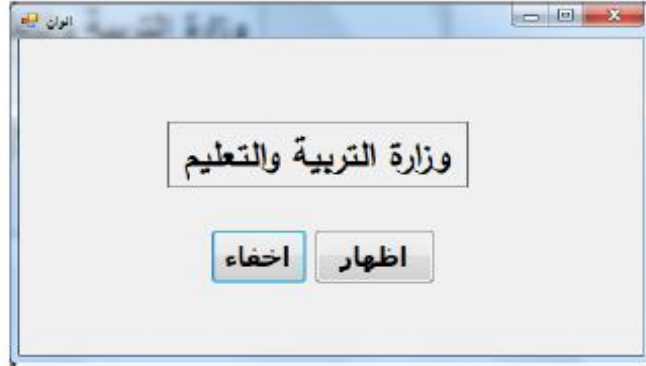 الوان
وزارة التربية والتعليم
اظهار اخفاء